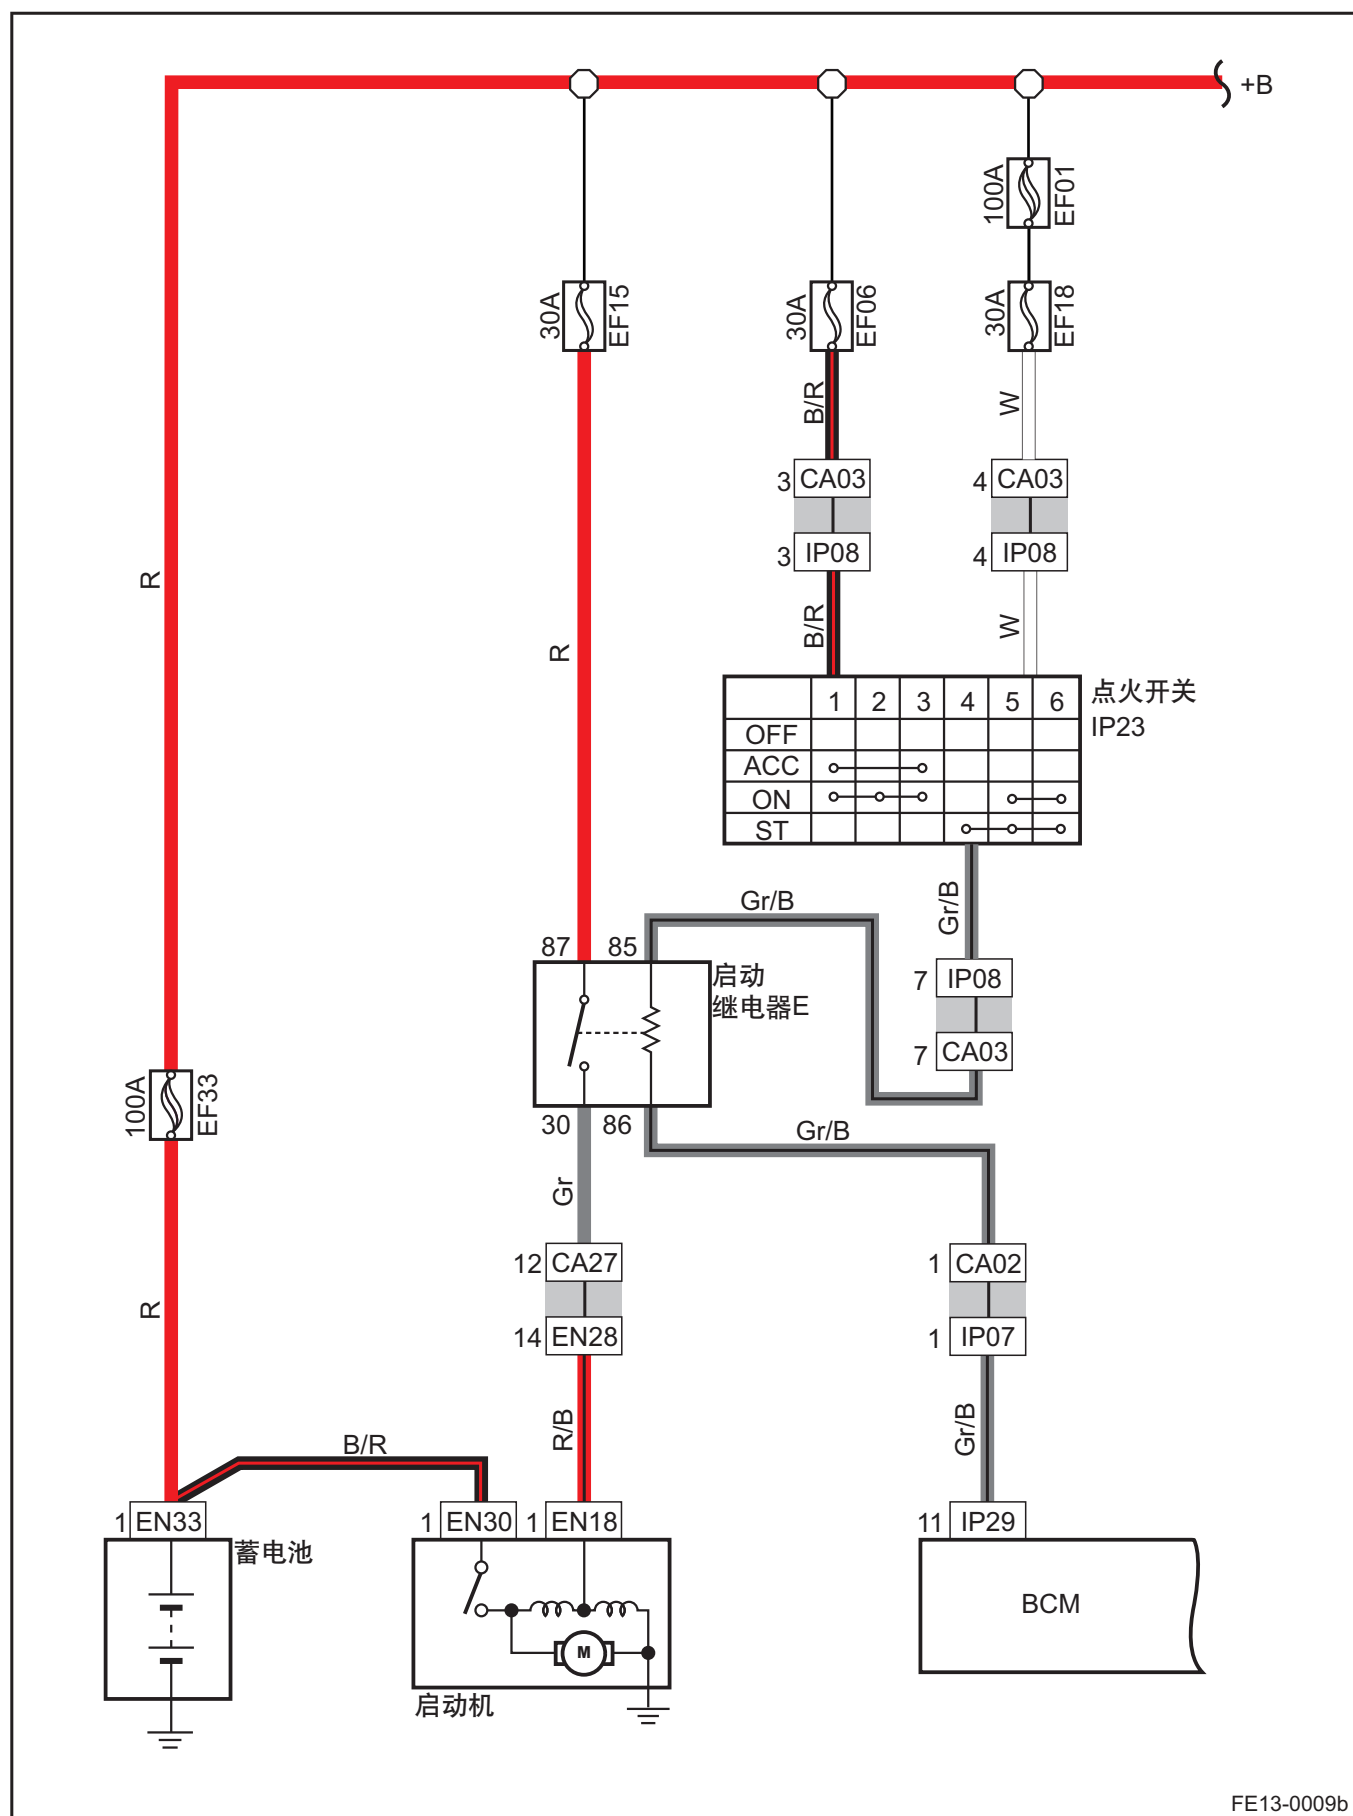 +B
100A
EF01
30A
EF15
30A
EF06
30A
EF18
B/R
W
3 CA03
4 CA03
3 IP08
4 IP08
R
R
B/R
W
1 2 3 4 5 6
点火开关
IP23
OFF
ACC
ON
ST
Gr/B
Gr/B
87 85
启动
继电器E
7 IP08
7 CA03
100A
EF33
30 86
Gr/B
Gr
12 CA27
1 CA02
R
14 EN28
1 IP07
R/B
Gr/B
B/R
1 EN33
1 EN30
1 EN18
11 IP29
蓄电池
M
BCM
启动机
FE13-0009b